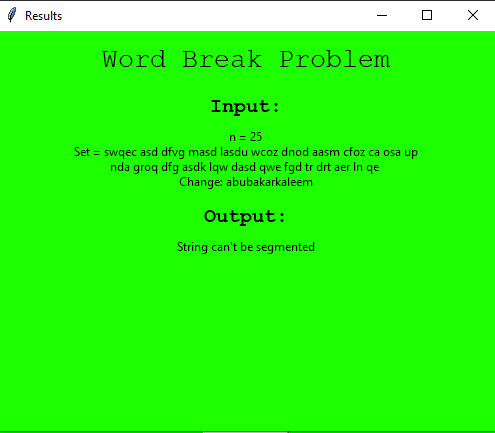 Results
Word Break Problem
Input:
n = 25
Set = swqec asd dfvg masd lasdu wcoz dnod aasm cfoz ca osa up
nda groq dfg asdk lqw dasd qwe fgd tr drt aer ln qe
Change: abubakarkaleem
Output:
String can't be segmented